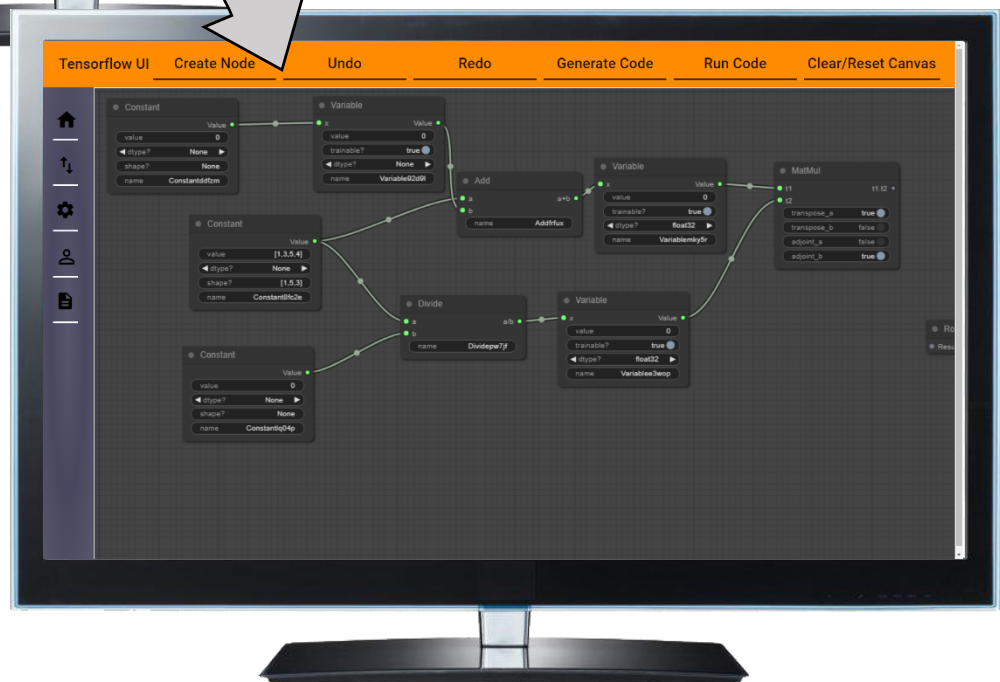 Tensorflow UI Create Node Undo Redo Generate Code Run Code Clear/Reset Canvas
Constant
Value
value 0
dtype? None
shape? None
name Constantddfzm
Variable
x Value
value 0
trainable? true
dtype? None
name Variable92d9l
Add
a a+b
b
name Addfrfux
Variable
x Value
value 0
trainable? true
dtype? float32
name Variablemky5r
MatMul
t1 t1.t2
t2
transpose_a true
transpose_b false
adjoint_a false
adjoint_b true
Constant
Value
value [1,3,5,4]
dtype? None
shape? [1,5,3]
name Constant8fc2e
Divide
a a/b
b
name Dividepw7jf
Variable
x Value
value 0
trainable? true
dtype? float32
name Variablee3wop
Constant
Value
value 0
dtype? None
shape? None
name Constantlq04p